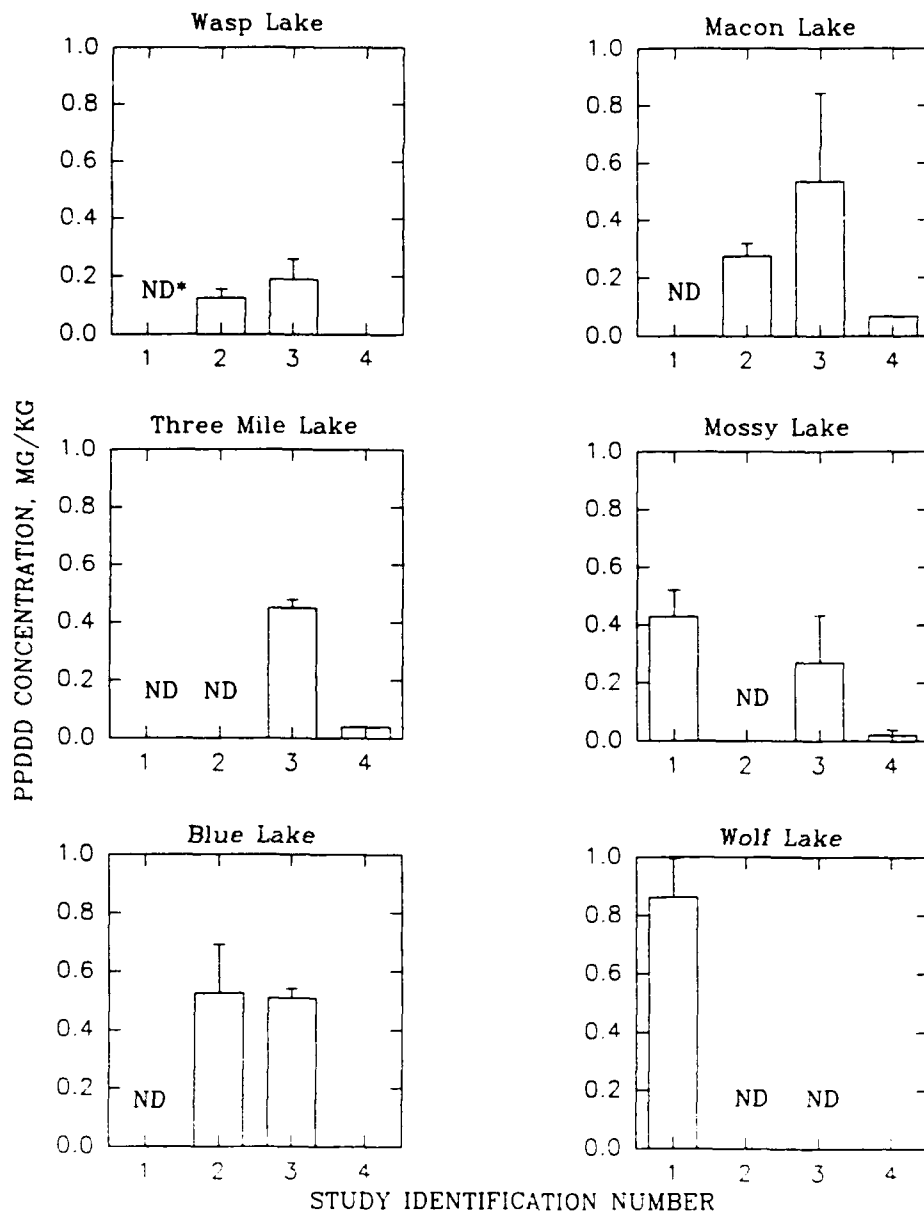 Wasp Lake
1.0
0.8
0.6
0.4
0.2
0.0
ND*
1 2 3 4
Macon Lake
1.0
0.8
0.6
0.4
0.2
0.0
ND
1 2 3 4
PPDDD CONCENTRATION, MG/KG
Three Mile Lake
1.0
0.8
0.6
0.4
0.2
0.0
ND ND
1 2 3 4
Mossy Lake
1.0
0.8
0.6
0.4
0.2
0.0
ND
1 2 3 4
Blue Lake
1.0
0.8
0.6
0.4
0.2
0.0
ND
1 2 3 4
Wolf Lake
1.0
0.8
0.6
0.4
0.2
0.0
ND ND
1 2 3 4
STUDY IDENTIFICATION NUMBER